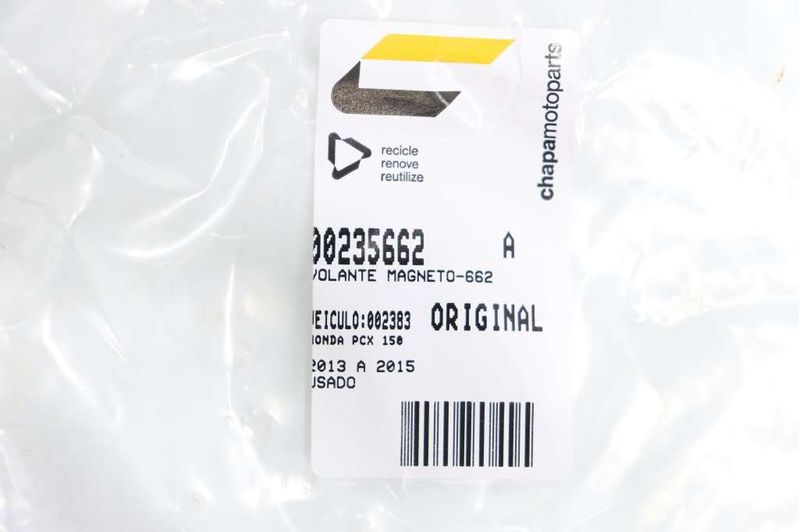 chapamotoparts
recicle
renove
reutilize
00235662 A
VOLANTE MAGNETO-662
VEICULO:002383 ORIGINAL
HONDA PCX 150
2013 A 2015
USADO